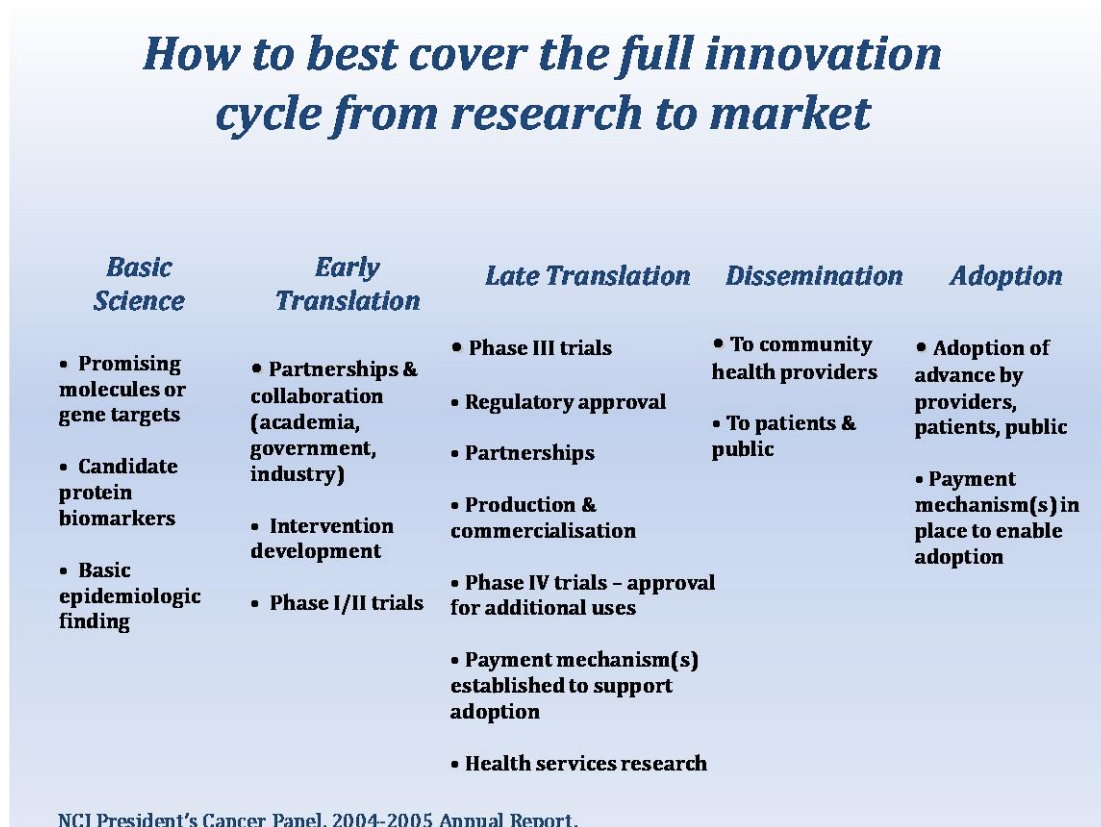 How to best cover the full innovation
cycle from research to market
Basic
Science
• Promising
molecules or
gene targets
• Candidate
protein
biomarkers
• Basic
epidemiologic
finding
Early
Translation
• Partnerships &
collaboration
(academia,
government,
industry)
• Intervention
development
• Phase I/II trials
Late Translation
• Phase III trials
• Regulatory approval
• Partnerships
• Production &
commercialisation
• Phase IV trials – approval
for additional uses
• Payment mechanism(s)
established to support
adoption
• Health services research
Dissemination
• To community
health providers
• To patients &
public
Adoption
• Adoption of
advance by
providers,
patients, public
• Payment
mechanism(s) in
place to enable
adoption
NCI President's Cancer Panel, 2004-2005 Annual Report.